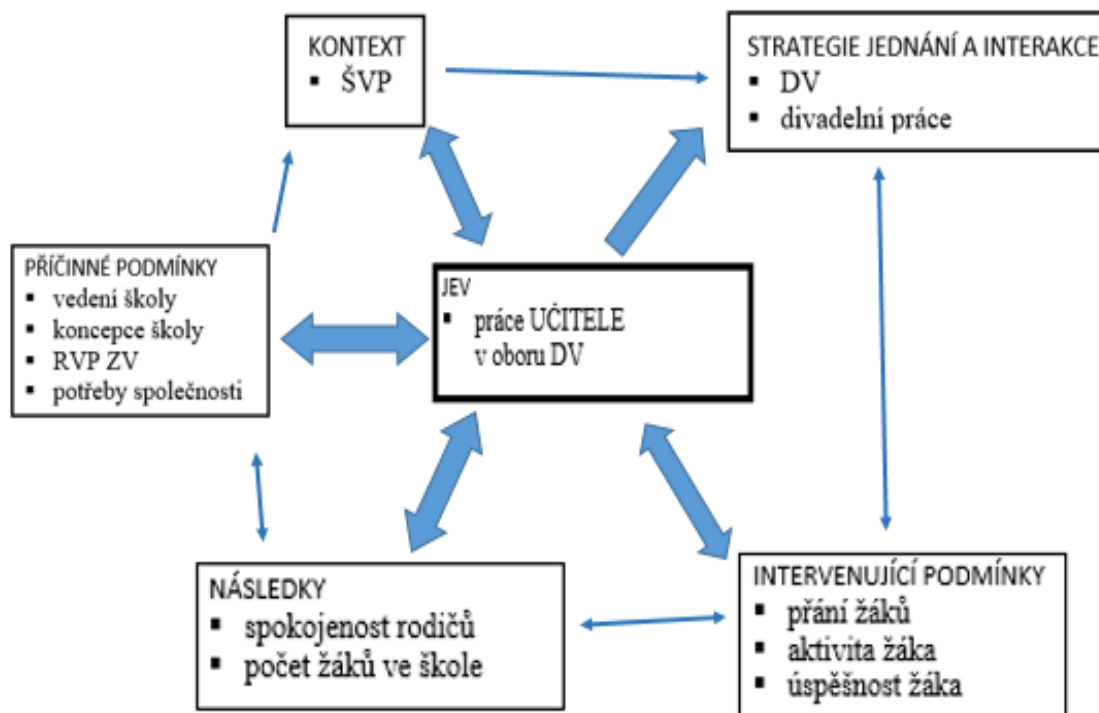 KONTEXT
▪ ŠVP
STRATEGIE JEDNÁNÍ A INTERAKCE
▪ DV
▪ divadelní práce
PŘÍČINNÉ PODMÍNKY
▪ vedení školy
▪ koncepce školy
▪ RVP ZV
▪ potřeby společnosti
JEV
▪ práce UČITELE
v oboru DV
NÁSLEDKY
▪ spokojenost rodičů
▪ počet žáků ve škole
INTERVENUJÍCÍ PODMÍNKY
▪ přání žáků
▪ aktivita žáka
▪ úspěšnost žáka